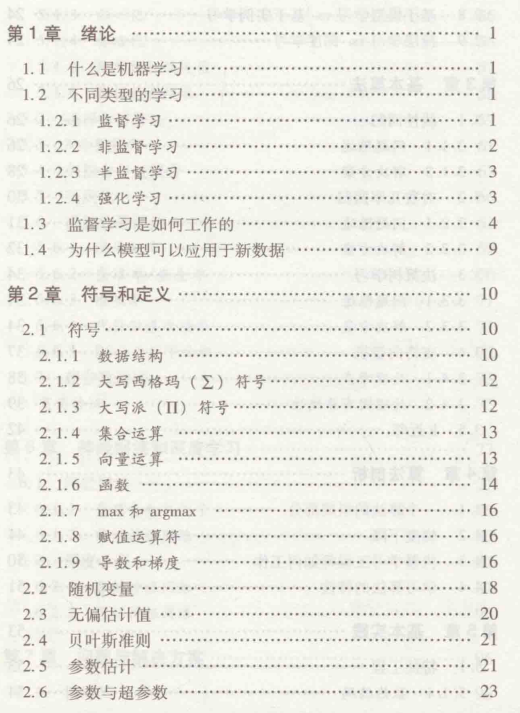 第1章 绪论 …… 1
1.1 什么是机器学习 …… 1
1.2 不同类型的学习 …… 1
1.2.1 监督学习 …… 1
1.2.2 非监督学习 …… 2
1.2.3 半监督学习 …… 3
1.2.4 强化学习 …… 3
1.3 监督学习是如何工作的 …… 4
1.4 为什么模型可以应用于新数据 …… 9
第2章 符号和定义 …… 10
2.1 符号 …… 10
2.1.1 数据结构 …… 10
2.1.2 大写西格玛（∑）符号 …… 12
2.1.3 大写派（∏）符号 …… 12
2.1.4 集合运算 …… 13
2.1.5 向量运算 …… 13
2.1.6 函数 …… 14
2.1.7 max 和 argmax …… 16
2.1.8 赋值运算符 …… 16
2.1.9 导数和梯度 …… 16
2.2 随机变量 …… 18
2.3 无偏估计值 …… 20
2.4 贝叶斯准则 …… 21
2.5 参数估计 …… 21
2.6 参数与超参数 …… 23